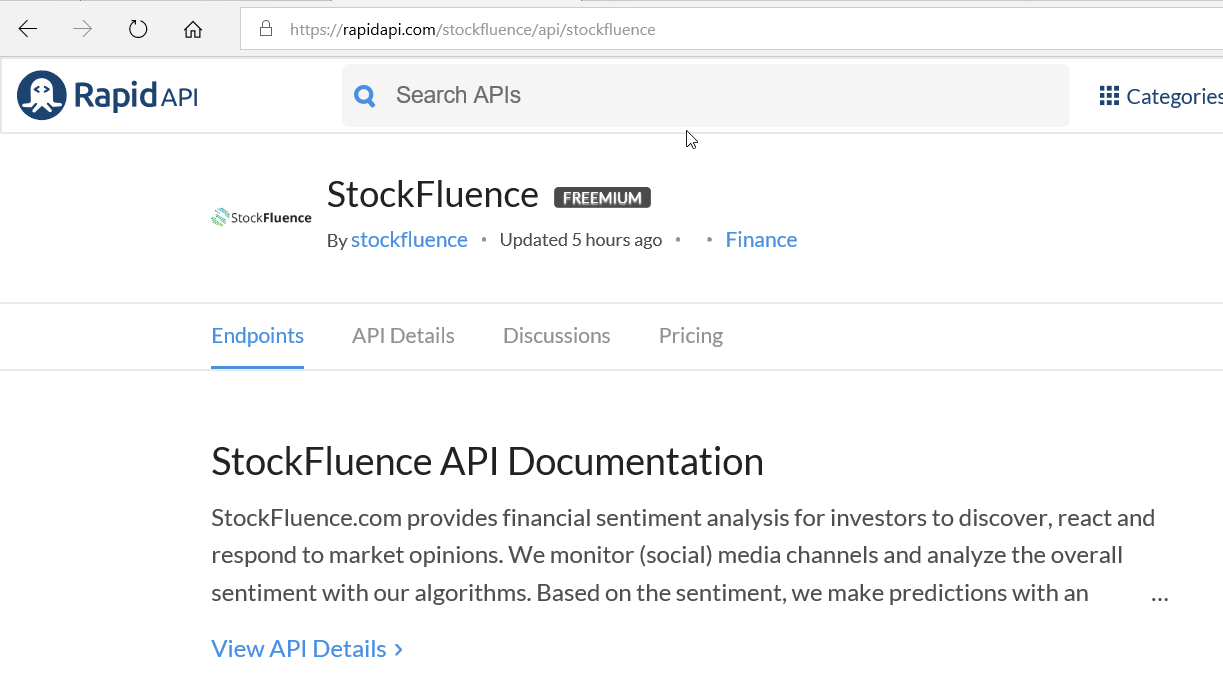 https://rapidapi.com/stockfluence/api/stockfluence
Rapid API
Search APIs
Categories
StockFluence
StockFluence FREEMIUM
By stockfluence • Updated 5 hours ago • • Finance
Endpoints API Details Discussions Pricing
StockFluence API Documentation
StockFluence.com provides financial sentiment analysis for investors to discover, react and
respond to market opinions. We monitor (social) media channels and analyze the overall
sentiment with our algorithms. Based on the sentiment, we make predictions with an ...
View API Details >